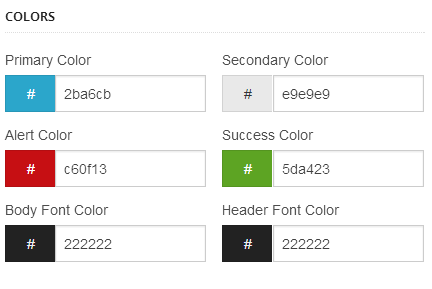 COLORS
Primary Color Secondary Color
# 2ba6cb # e9e9e9
Alert Color Success Color
# c60f13 # 5da423
Body Font Color Header Font Color
# 222222 # 222222